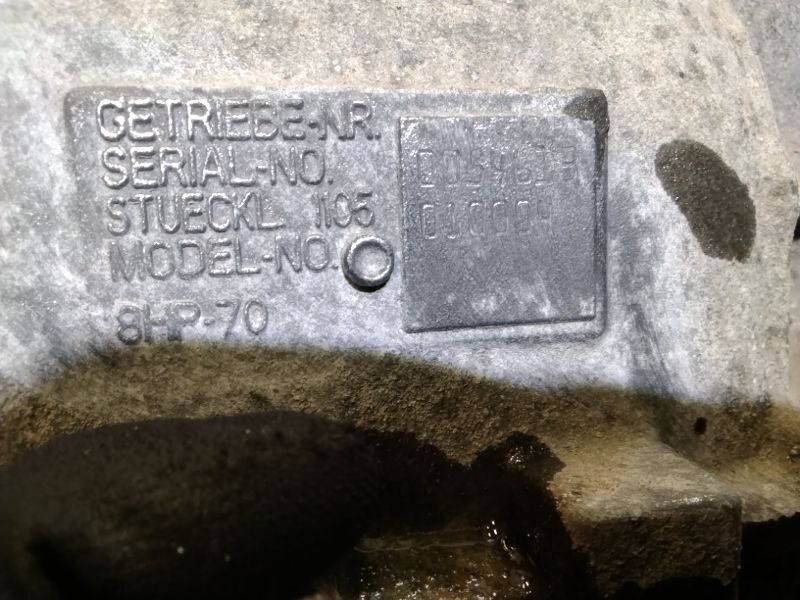 GETRIEBE-NR.
SERIAL-NO.
STUECKL. 1105
MODEL-NO.
8HP-70